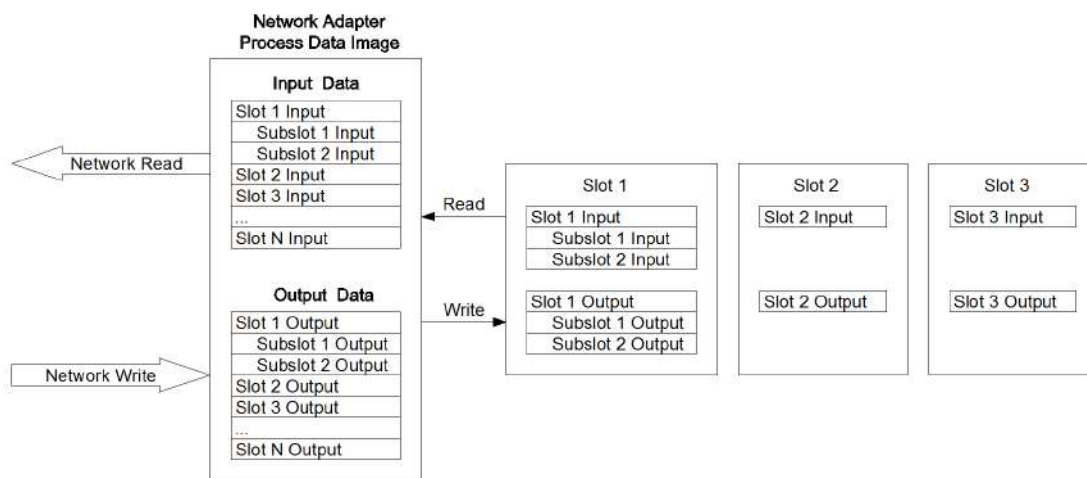 Network Adapter
Process Data Image
Input Data
Slot 1 Input
Subslot 1 Input
Subslot 2 Input
Slot 2 Input
Slot 3 Input
...
Slot N Input
Network Read
Output Data
Slot 1 Output
Subslot 1 Output
Subslot 2 Output
Slot 2 Output
Slot 3 Output
...
Slot N Output
Network Write
Read
Write
Slot 1
Slot 1 Input
Subslot 1 Input
Subslot 2 Input
Slot 1 Output
Subslot 1 Output
Subslot 2 Output
Slot 2
Slot 2 Input
Slot 2 Output
Slot 3
Slot 3 Input
Slot 3 Output